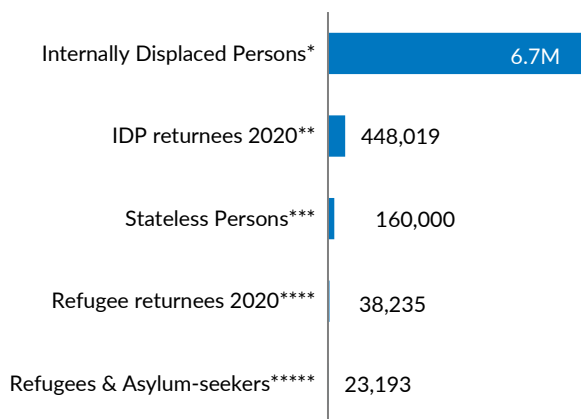 Internally Displaced Persons* 6.7M
IDP returnees 2020** 448,019
Stateless Persons*** 160,000
Refugee returnees 2020**** 38,235
Refugees & Asylum-seekers***** 23,193